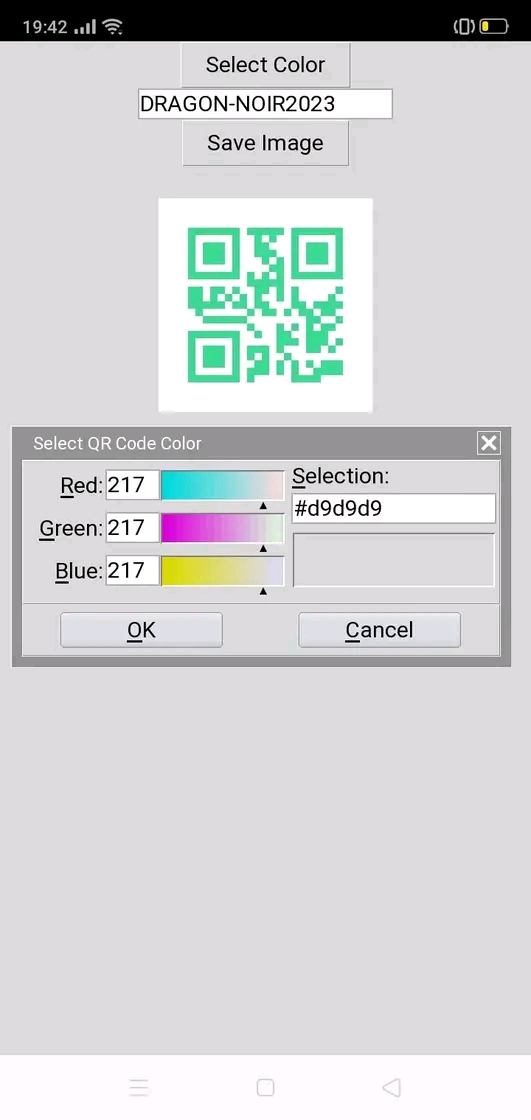 19:42
Select Color
DRAGON-NOIR2023
Save Image
Select QR Code Color
Red: 217
Green: 217
Blue: 217
Selection:
#d9d9d9
OK
Cancel